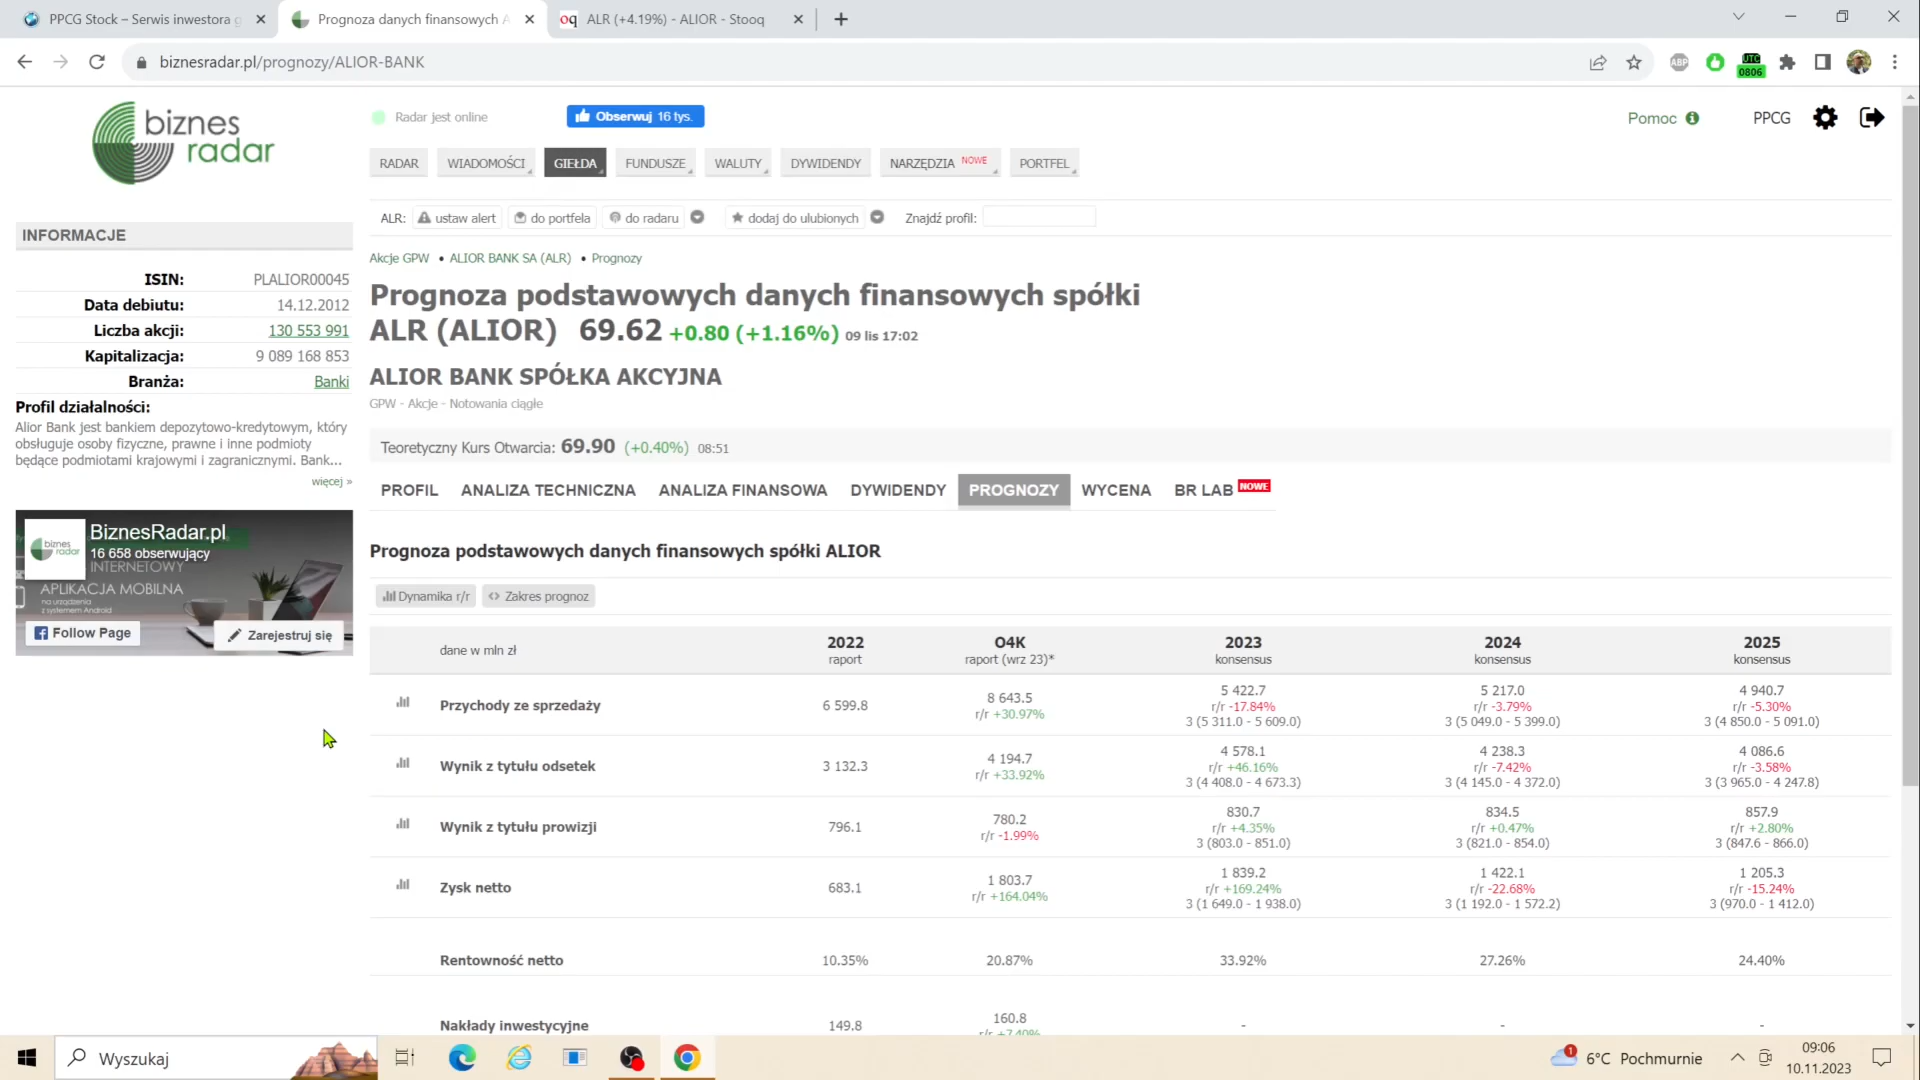 PPCG Stock – Serwis inwestora g
Prognoza danych finansowych A
oq ALR (+4.19%) - ALIOR - Stooq
biznesradar.pl/prognozy/ALIOR-BANK
ABP
UTC
0806
biznes
radar
Radar jest online
Obserwuj 16 tys.
Pomoc
PPCG
RADAR WIADOMOŚCI GIEŁDA FUNDUSZE WALUTY DYWIDENDY NARZĘDZIA NOWE PORTFEL
ALR: ustaw alert do portfela do radaru dodaj do ulubionych Znajdź profil:
INFORMACJE
ISIN: PLALIOR00045
Data debiutu: 14.12.2012
Liczba akcji: 130 553 991
Kapitalizacja: 9 089 168 853
Branża: Banki
Profil działalności:
Alior Bank jest bankiem depozytowo-kredytowym, który
obsługuje osoby fizyczne, prawne i inne podmioty
będące podmiotami krajowymi i zagranicznymi. Bank...
więcej »
biznes
radar
BiznesRadar.pl
16 658 obserwujący
INTERNETOWY
APLIKACJA MOBILNA
na urządzenia
z systemem Android
Follow Page
Zarejestruj się
Akcje GPW • ALIOR BANK SA (ALR) • Prognozy
Prognoza podstawowych danych finansowych spółki
ALR (ALIOR) 69.62 +0.80 (+1.16%) 09 lis 17:02
ALIOR BANK SPÓŁKA AKCYJNA
GPW - Akcje - Notowania ciągłe
Teoretyczny Kurs Otwarcia: 69.90 (+0.40%) 08:51
PROFIL ANALIZA TECHNICZNA ANALIZA FINANSOWA DYWIDENDY PROGNOZY WYCENA BR LAB NOWE
Prognoza podstawowych danych finansowych spółki ALIOR
Dynamika r/r Zakres prognoz
dane w mln zł
2022 O4K 2023 2024 2025
raport raport (wrz 23)* konsensus konsensus konsensus
Przychody ze sprzedaży 6 599.8
8 643.5 5 422.7 5 217.0 4 940.7
r/r +30.97% r/r -17.84% r/r -3.79% r/r -5.30%
3 (5 311.0 - 5 609.0) 3 (5 049.0 - 5 399.0) 3 (4 850.0 - 5 091.0)
Wynik z tytułu odsetek 3 132.3
4 194.7 4 578.1 4 238.3 4 086.6
r/r +33.92% r/r +46.16% r/r -7.42% r/r -3.58%
3 (4 408.0 - 4 673.3) 3 (4 145.0 - 4 372.0) 3 (3 965.0 - 4 247.8)
Wynik z tytułu prowizji 796.1
780.2 830.7 834.5 857.9
r/r -1.99% r/r +4.35% r/r +0.47% r/r +2.80%
3 (803.0 - 851.0) 3 (821.0 - 854.0) 3 (847.6 - 866.0)
Zysk netto 683.1
1 803.7 1 839.2 1 422.1 1 205.3
r/r +164.04% r/r +169.24% r/r -22.68% r/r -15.24%
3 (1 649.0 - 1 938.0) 3 (1 192.0 - 1 572.2) 3 (970.0 - 1 412.0)
Rentowność netto 10.35% 20.87% 33.92% 27.26% 24.40%
Nakłady inwestycyjne 149.8 160.8 - - -
r/r +7.40%
Wyszukaj
1
6°C Pochmurnie
09:06
10.11.2023